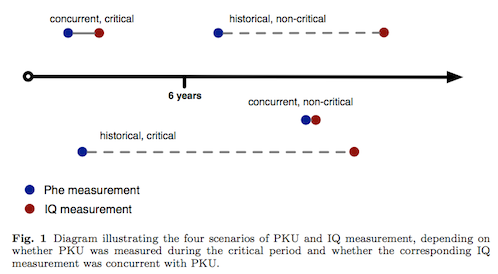 concurrent, critical
historical, non-critical
6 years
concurrent, non-critical
historical, critical
Phe measurement
IQ measurement
Fig. 1 Diagram illustrating the four scenarios of PKU and IQ measurement, depending on
whether PKU was measured during the critical period and whether the corresponding IQ
measurement was concurrent with PKU.